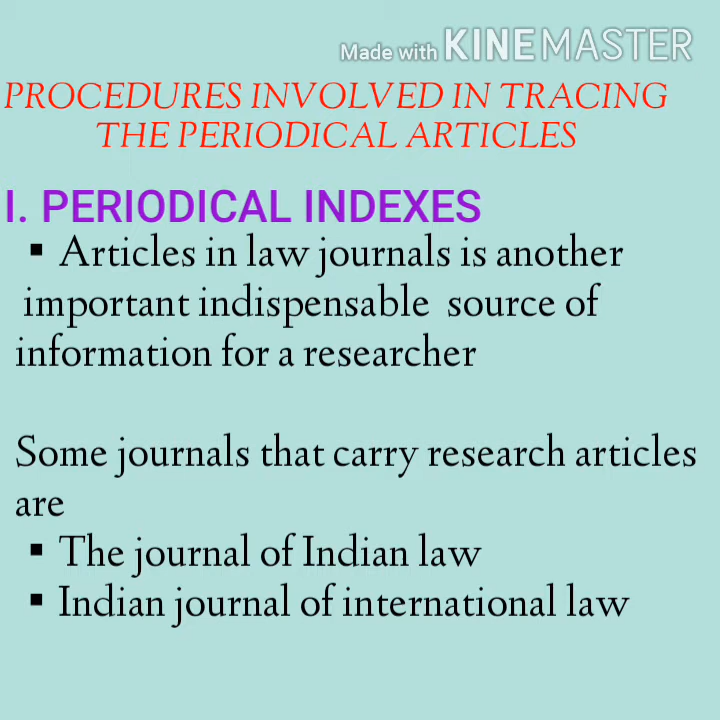 Made with KINEMASTER
PROCEDURES INVOLVED IN TRACING
THE PERIODICAL ARTICLES
I. PERIODICAL INDEXES
▪ Articles in law journals is another
important indispensable source of
information for a researcher
Some journals that carry research articles
are
▪ The journal of Indian law
▪ Indian journal of international law